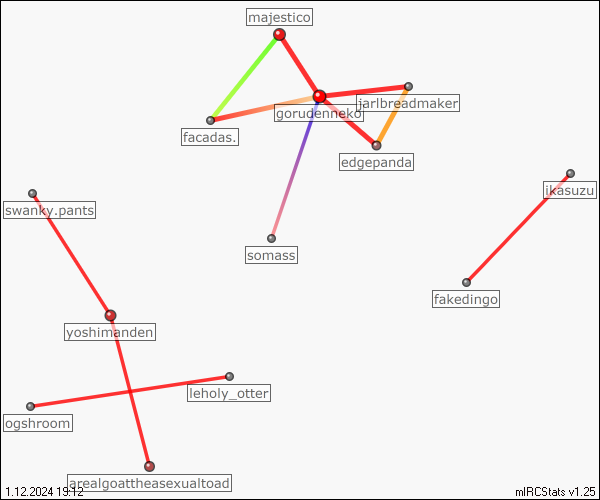 majestico
jarlbreadmaker
gorudenneko
facadas.
edgepanda
ikasuzu
swanky.pants
somass
fakedingo
yoshimanden
leholy_otter
ogshroom
arealgoattheasexualtoad
1.12.2024 19:12
mIRCStats v1.25